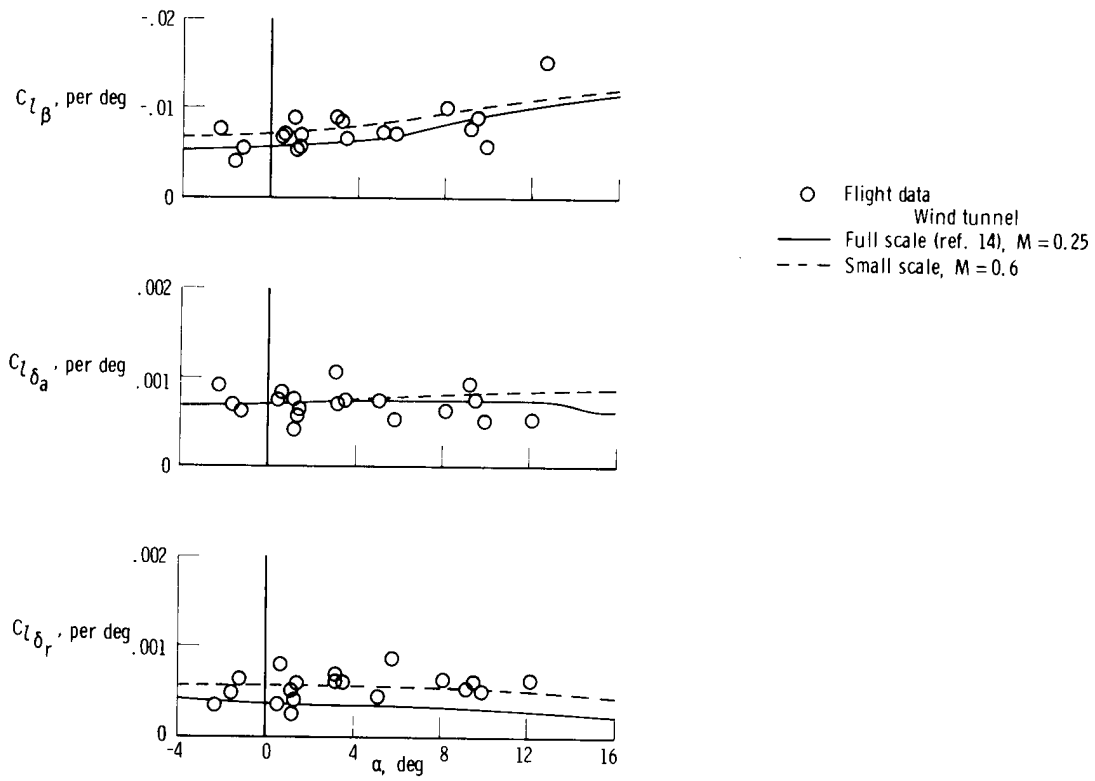 -.02
C_lβ, per deg
-.01
0
Flight data
Wind tunnel
Full scale (ref. 14), M = 0.25
Small scale, M = 0.6
.002
C_lδa, per deg
.001
0
.002
C_lδr, per deg
.001
0
-4 0 4 8 12 16
α, deg